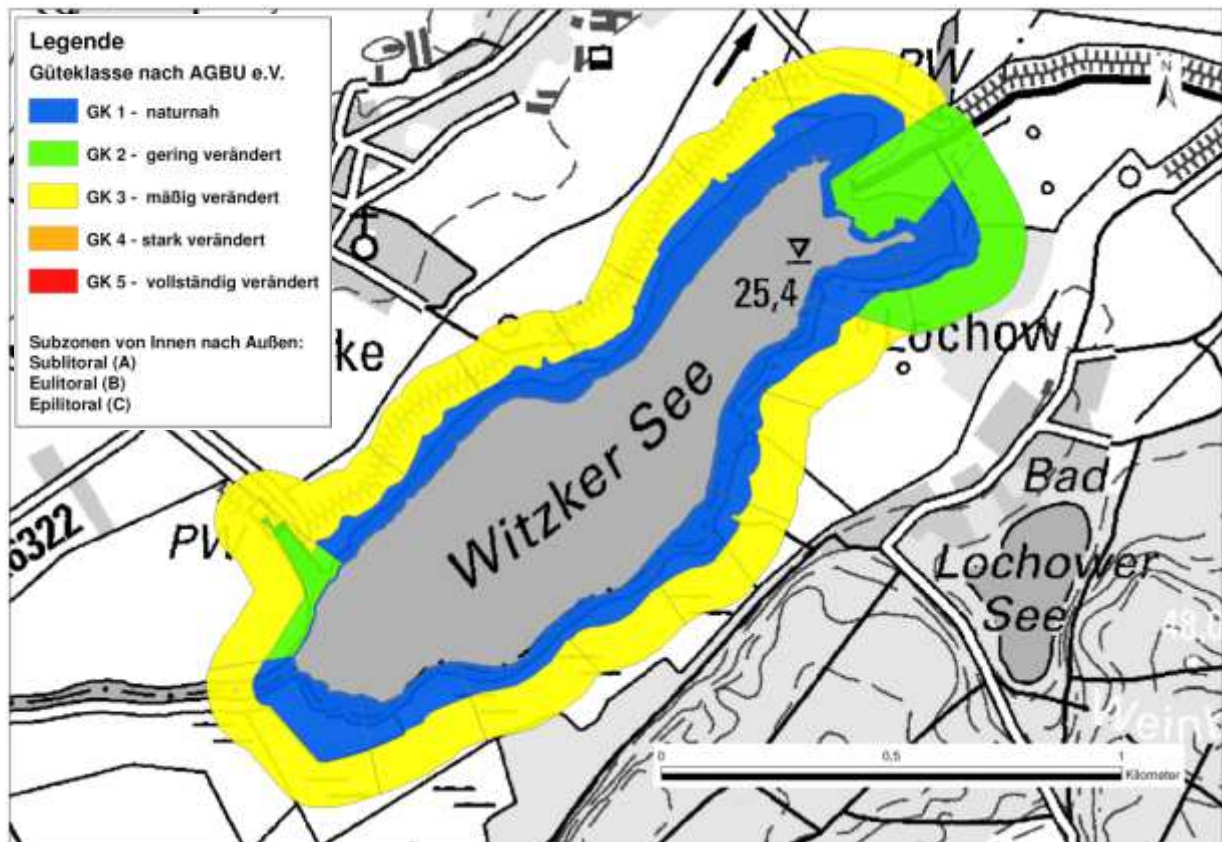 Legende
Güteklasse nach AGBU e.V.
GK 1 - naturnah
GK 2 - gering verändert
GK 3 - mäßig verändert
GK 4 - stark verändert
GK 5 - vollständig verändert
Subzonen von Innen nach Außen:
Sublitoral (A)
Eulitoral (B)
Epilitoral (C)
PW
N
25,4
Lochow
ke
Witzker See
Bad
Lochower
See
PW
6322
0
0,5
1
Kilometer